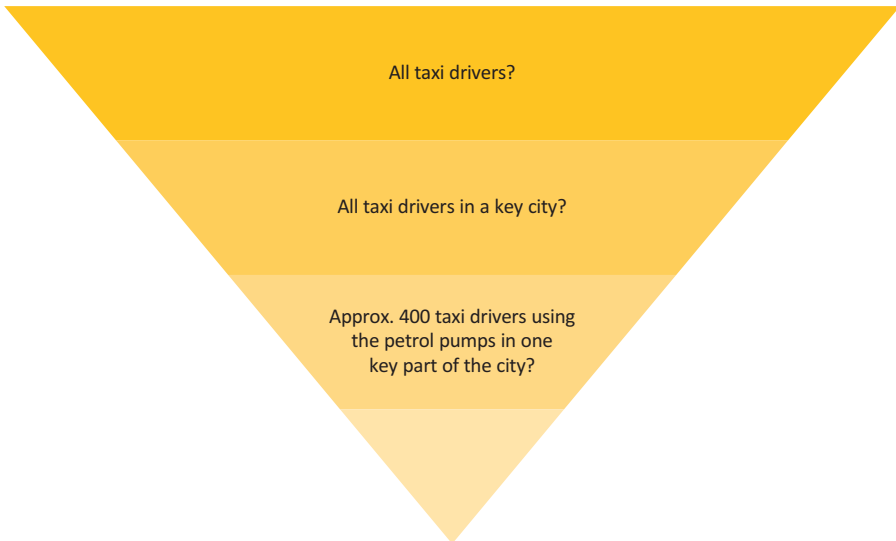 All taxi drivers?
All taxi drivers in a key city?
Approx. 400 taxi drivers using
the petrol pumps in one
key part of the city?